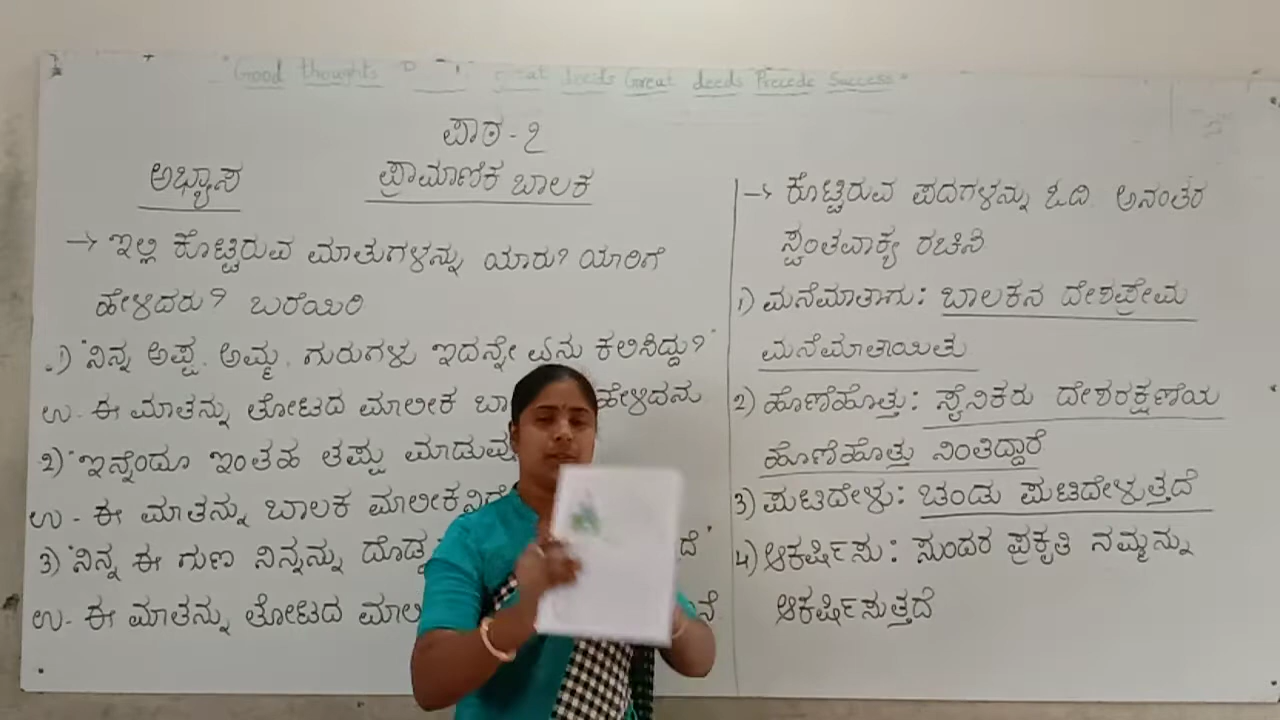 "Good thoughts great deeds Great deeds Precede Success"
ಪಾಠ - ೭
ಅಭ್ಯಾಸ
ಪ್ರಾಮಾಣಿಕ ಬಾಲಕ
→ ಇಲ್ಲಿ ಕೊಟ್ಟಿರುವ ಮಾತುಗಳನ್ನು ಯಾರು? ಯಾರಿಗೆ
ಹೇಳಿದರು? ಬರೆಯಿರಿ
1) "ನಿನ್ನ ಅಪ್ಪ, ಅಮ್ಮ, ಗುರುಗಳು ಇದನ್ನೇ ಏನು ಕಲಿಸಿದ್ದು?"
ಉ - ಈ ಮಾತನ್ನು ತೋಟದ ಮಾಲೀಕ ಹೇಳಿದನು
2) "ಇನ್ನೆಂದೂ ಇಂತಹ ತಪ್ಪು
ಉ - ಈ ಮಾತನ್ನು ಬಾಲಕ
3) "ನಿನ್ನ ಈ ಗುಣ ನಿನ್ನನ್ನು
ಉ - ಈ ಮಾತನ್ನು ತೋಟದ
→ ಕೊಟ್ಟಿರುವ ಪದಗಳನ್ನು ಓದಿ ಅನಂತರ
ಸ್ವಂತವಾಕ್ಯ ರಚಿಸಿ
1) ಮನೆಮಾತಾಗು: ಬಾಲಕನ ದೇಶಪ್ರೇಮ
ಮನೆಮಾತಾಯಿತು
2) ಹೊಣೆಹೊತ್ತು: ಸೈನಿಕರು ದೇಶರಕ್ಷಣೆಯ
ಹೊಣೆಹೊತ್ತು ನಿಂತಿದ್ದಾರೆ
3) ಪುಟಿದೇಳು: ಚಂಡು ಪುಟಿದೇಳುತ್ತದೆ
4) ಆಕರ್ಷಿಸು: ಸುಂದರ ಪ್ರಕೃತಿ ನಮ್ಮನ್ನು
ಆಕರ್ಷಿಸುತ್ತದೆ